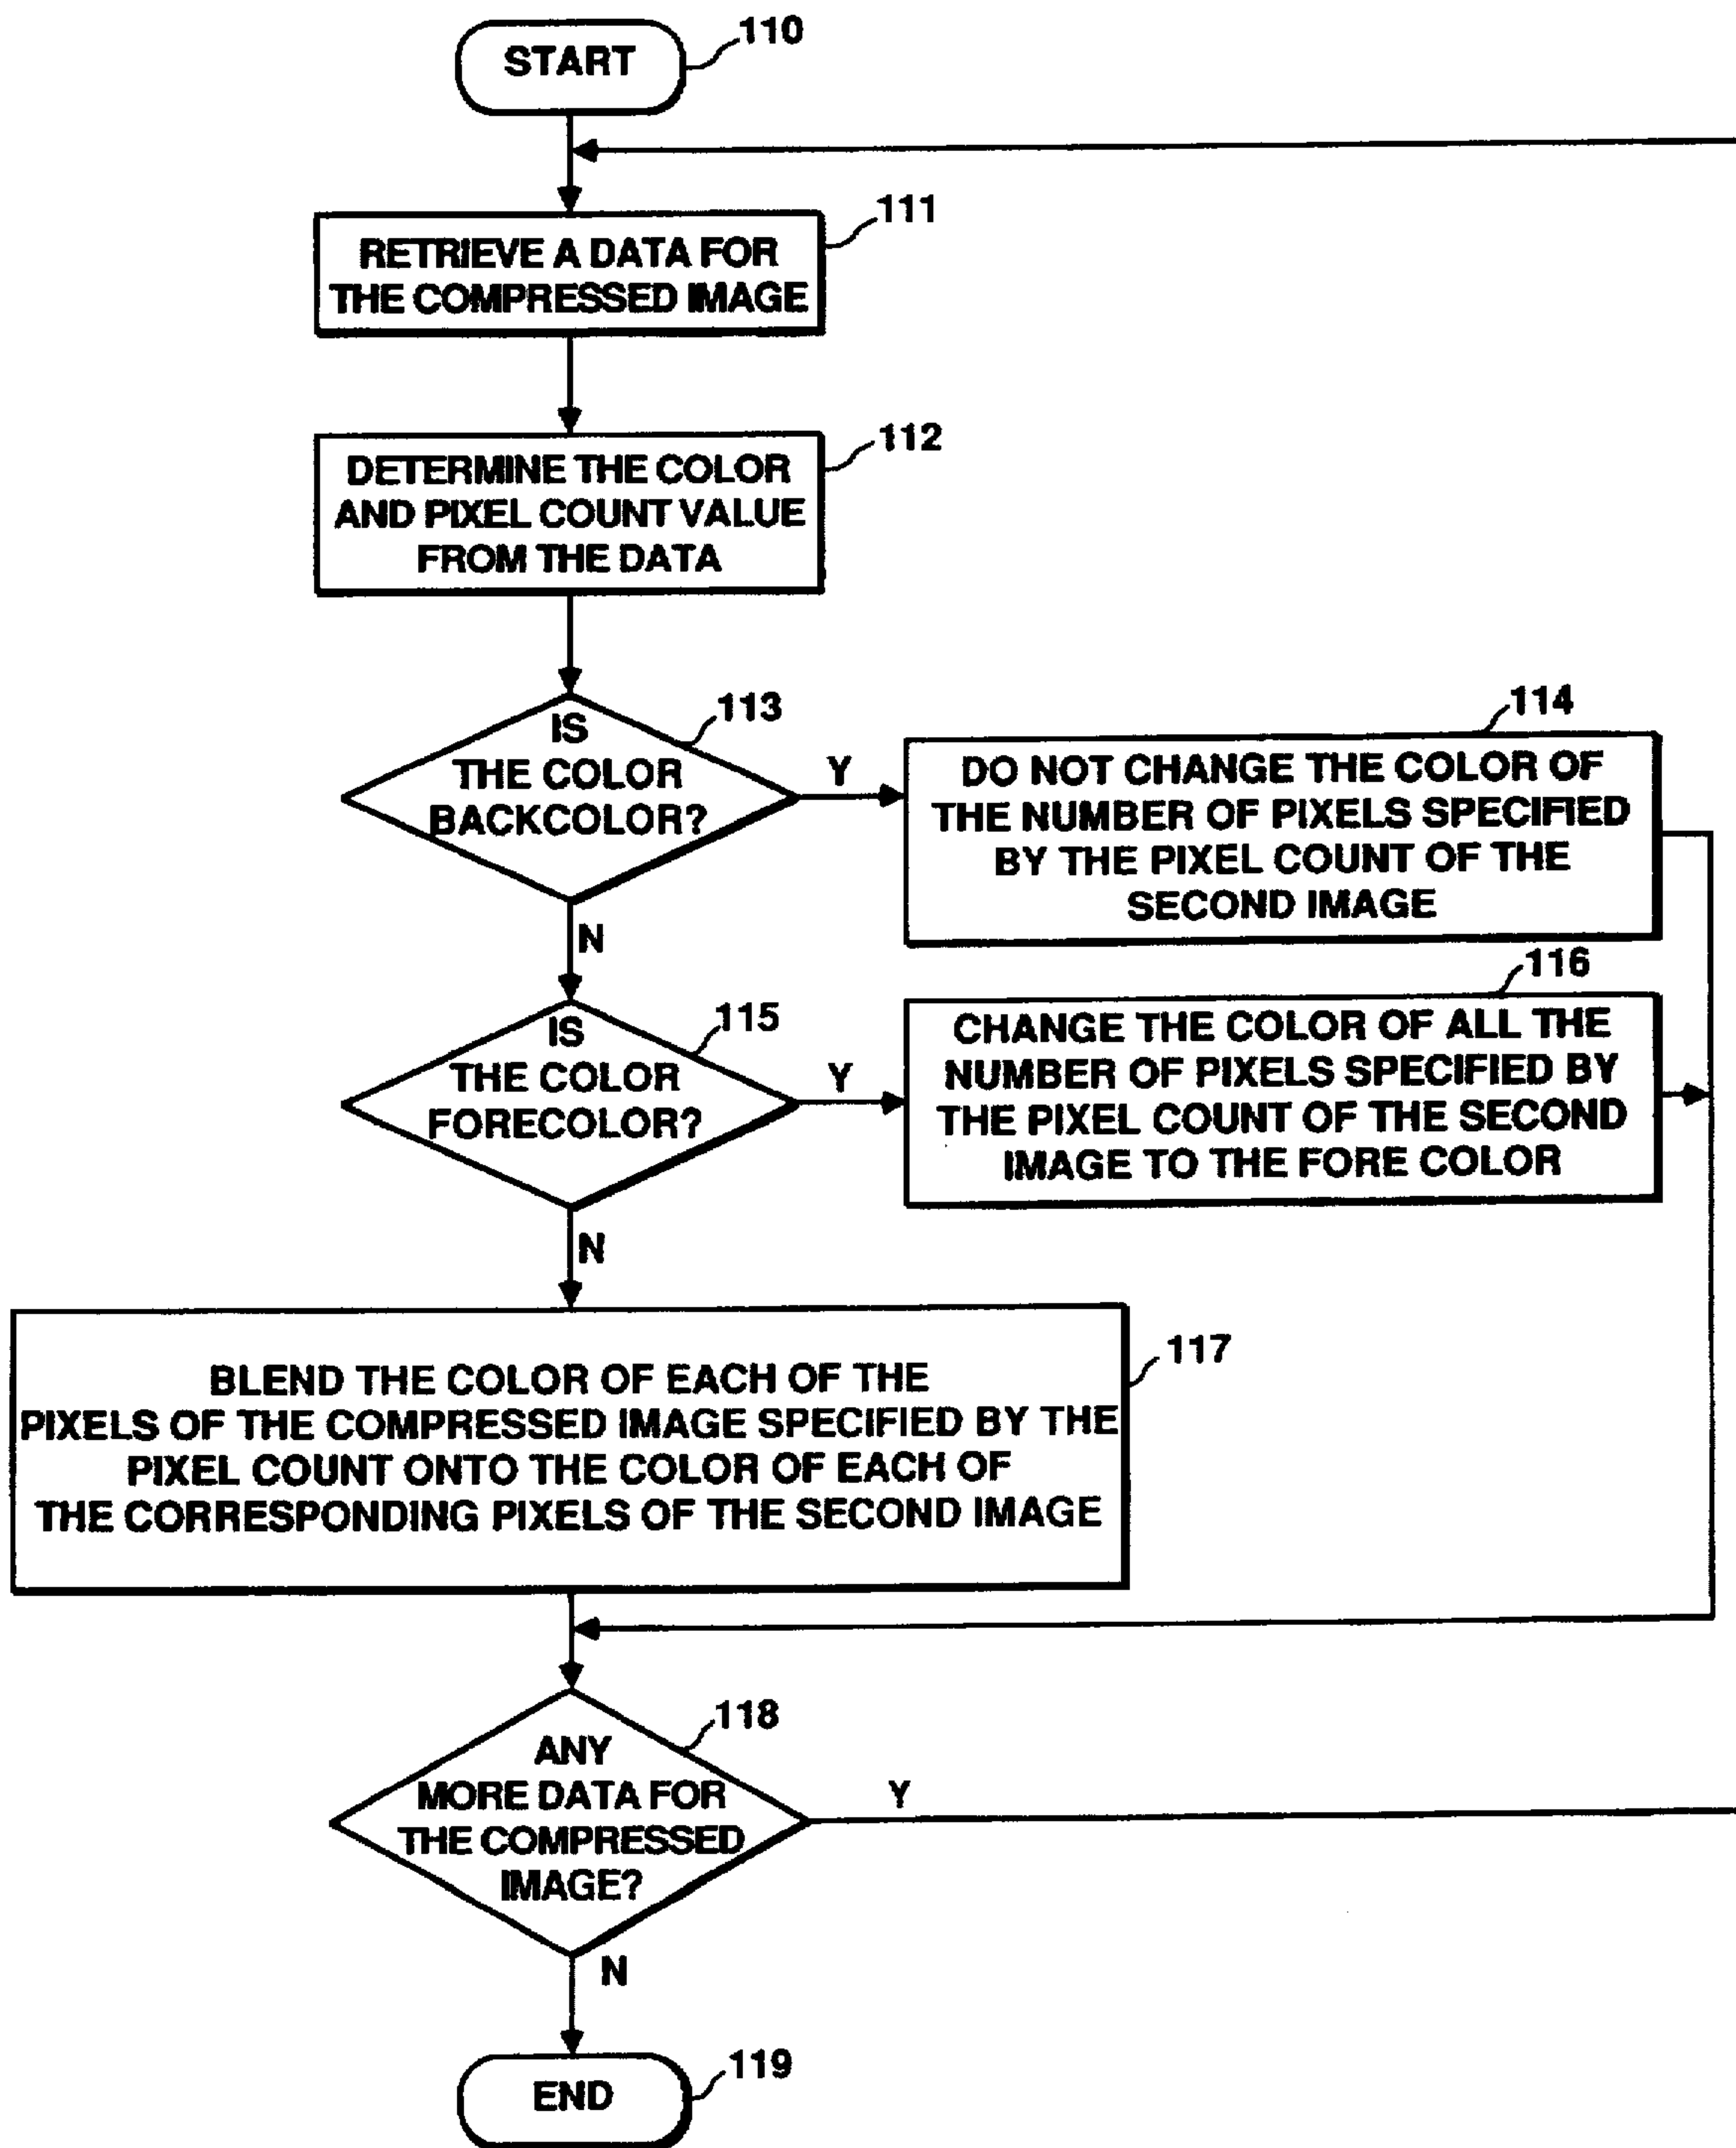 START
110
111
RETRIEVE A DATA FOR
THE COMPRESSED IMAGE
112
DETERMINE THE COLOR
AND PIXEL COUNT VALUE
FROM THE DATA
113
IS
THE COLOR
BACKCOLOR?
Y
114
DO NOT CHANGE THE COLOR OF
THE NUMBER OF PIXELS SPECIFIED
BY THE PIXEL COUNT OF THE
SECOND IMAGE
N
115
IS
THE COLOR
FORECOLOR?
Y
116
CHANGE THE COLOR OF ALL THE
NUMBER OF PIXELS SPECIFIED BY
THE PIXEL COUNT OF THE SECOND
IMAGE TO THE FORE COLOR
N
117
BLEND THE COLOR OF EACH OF THE
PIXELS OF THE COMPRESSED IMAGE SPECIFIED BY THE
PIXEL COUNT ONTO THE COLOR OF EACH OF
THE CORRESPONDING PIXELS OF THE SECOND IMAGE
118
ANY
MORE DATA FOR
THE COMPRESSED
IMAGE?
Y
N
119
END